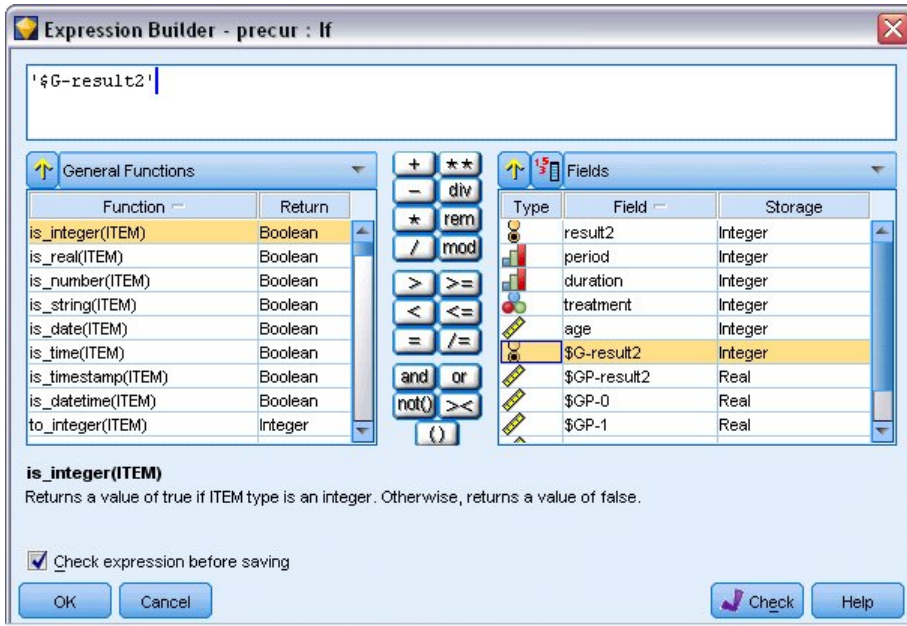 Expression Builder - precur : If
'$G-result2'
General Functions
Function Return
is_integer(ITEM) Boolean
is_real(ITEM) Boolean
is_number(ITEM) Boolean
is_string(ITEM) Boolean
is_date(ITEM) Boolean
is_time(ITEM) Boolean
is_timestamp(ITEM) Boolean
is_datetime(ITEM) Boolean
to_integer(ITEM) Integer
+ **
- div
* rem
/ mod
> >=
< <=
= /=
and or
not() ><
()
Fields
Type Field Storage
result2 Integer
period Integer
duration Integer
treatment Integer
age Integer
$G-result2 Integer
$GP-result2 Real
$GP-0 Real
$GP-1 Real
is_integer(ITEM)
Returns a value of true if ITEM type is an integer. Otherwise, returns a value of false.
Check expression before saving
OK Cancel Check Help